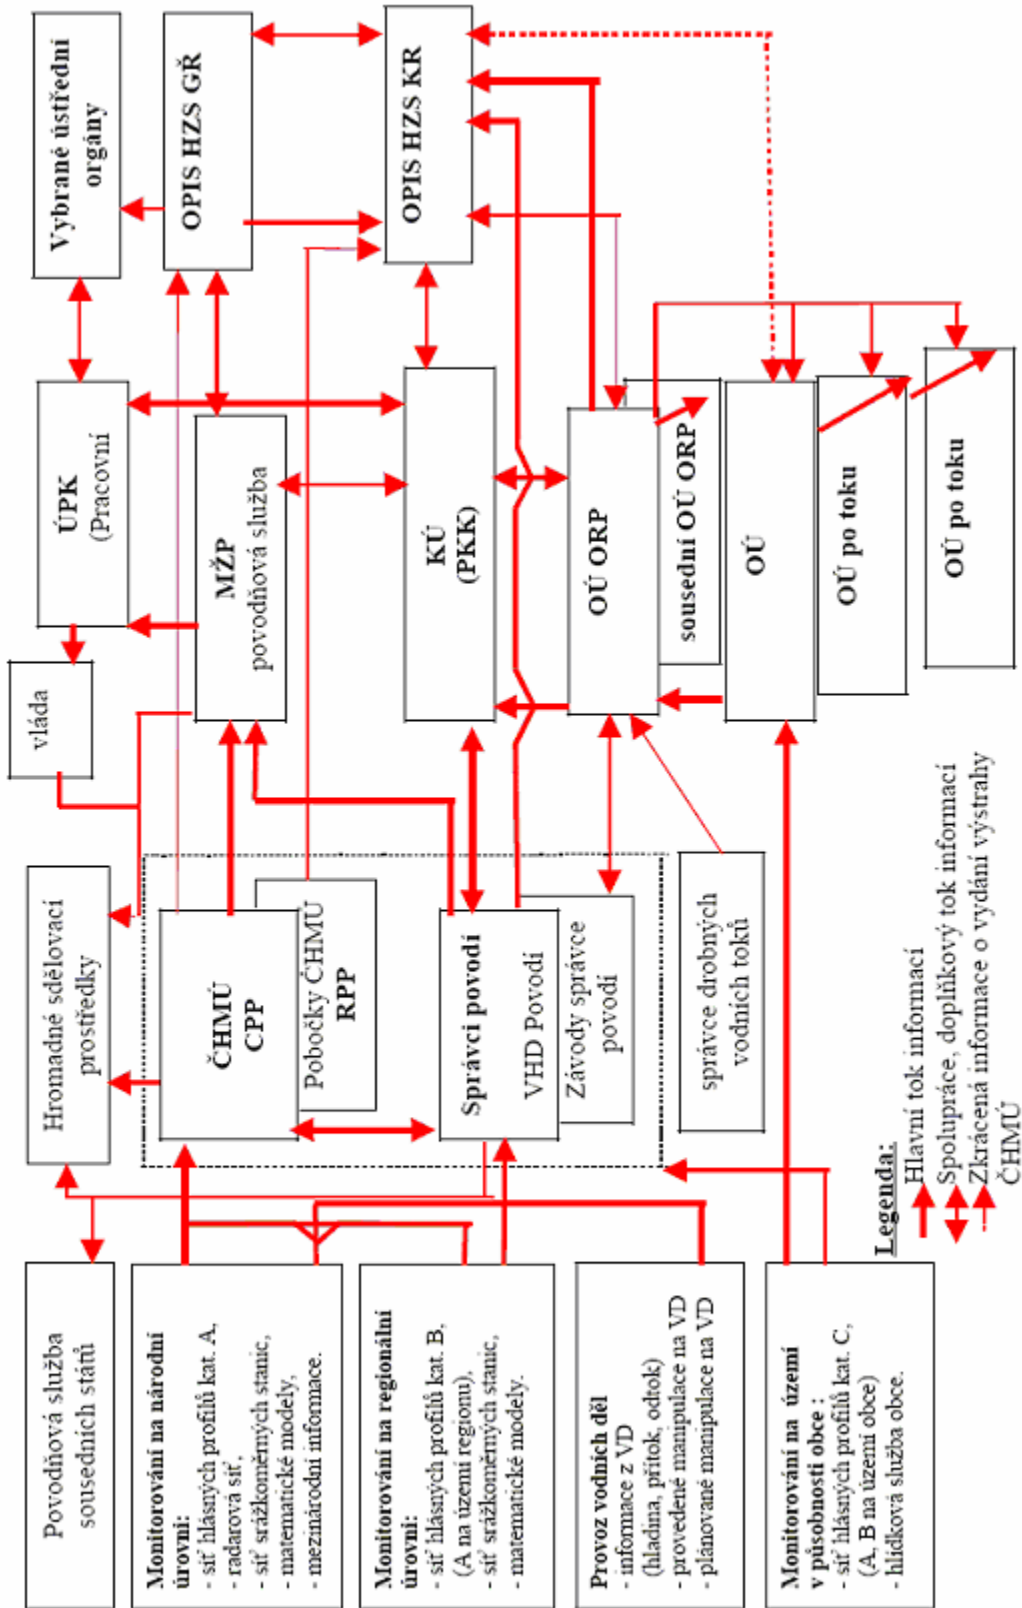 Povodňová služba
sousedních států
Monitorování na národní
úrovni:
- síť hlásných profilů kat. A,
- radarová síť,
- síť srážkoměrných stanic,
- matematické modely,
- mezinárodní informace.
Monitorování na regionální
úrovni:
- síť hlásných profilů kat. B,
(A na území regionu),
- síť srážkoměrných stanic,
- matematické modely.
Provoz vodních děl
- informace z VD
(hladina, přítok, odtok)
- provedené manipulace na VD
- plánované manipulace na VD
Monitorování na území
v působnosti obce :
- síť hlásných profilů kat. C,
(A, B na území obce)
- hlídková služba obce.
Hromadné sdělovací
prostředky
ČHMÚ
CPP
Pobočky ČHMÚ
RPP
Správci povodí
VHD Povodí
Závody správce
povodí
správce drobných
vodních toků
vláda
ÚPK
(Pracovní
MŽP
povodňová služba
KÚ
(PKK)
OÚ ORP
sousední OÚ ORP
OÚ
OÚ po toku
OÚ po toku
Vybrané ústřední
orgány
OPIS HZS GŘ
OPIS HZS KR
Legenda:
Hlavní tok informací
Spolupráce, doplňkový tok informací
Zkrácená informace o vydání výstrahy
ČHMÚ